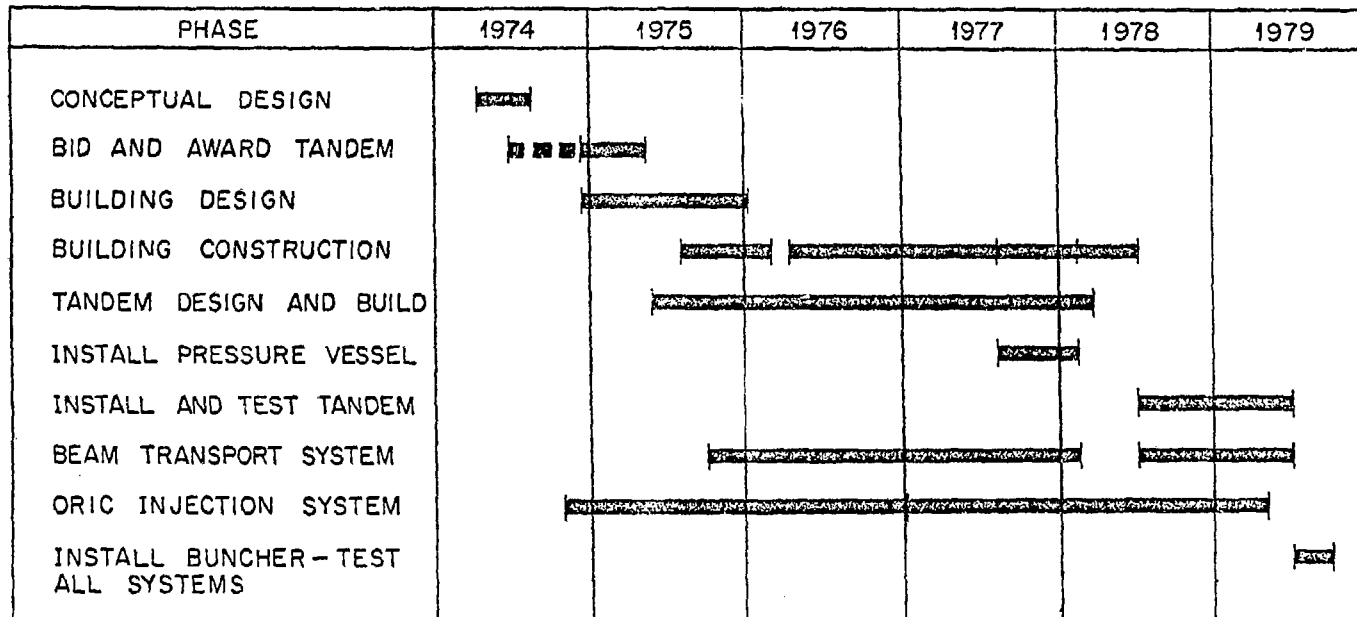 PHASE 1974 1975 1976 1977 1978 1979
CONCEPTUAL DESIGN
BID AND AWARD TANDEM
BUILDING DESIGN
BUILDING CONSTRUCTION
TANDEM DESIGN AND BUILD
INSTALL PRESSURE VESSEL
INSTALL AND TEST TANDEM
BEAM TRANSPORT SYSTEM
ORIC INJECTION SYSTEM
INSTALL BUNCHER – TEST
ALL SYSTEMS